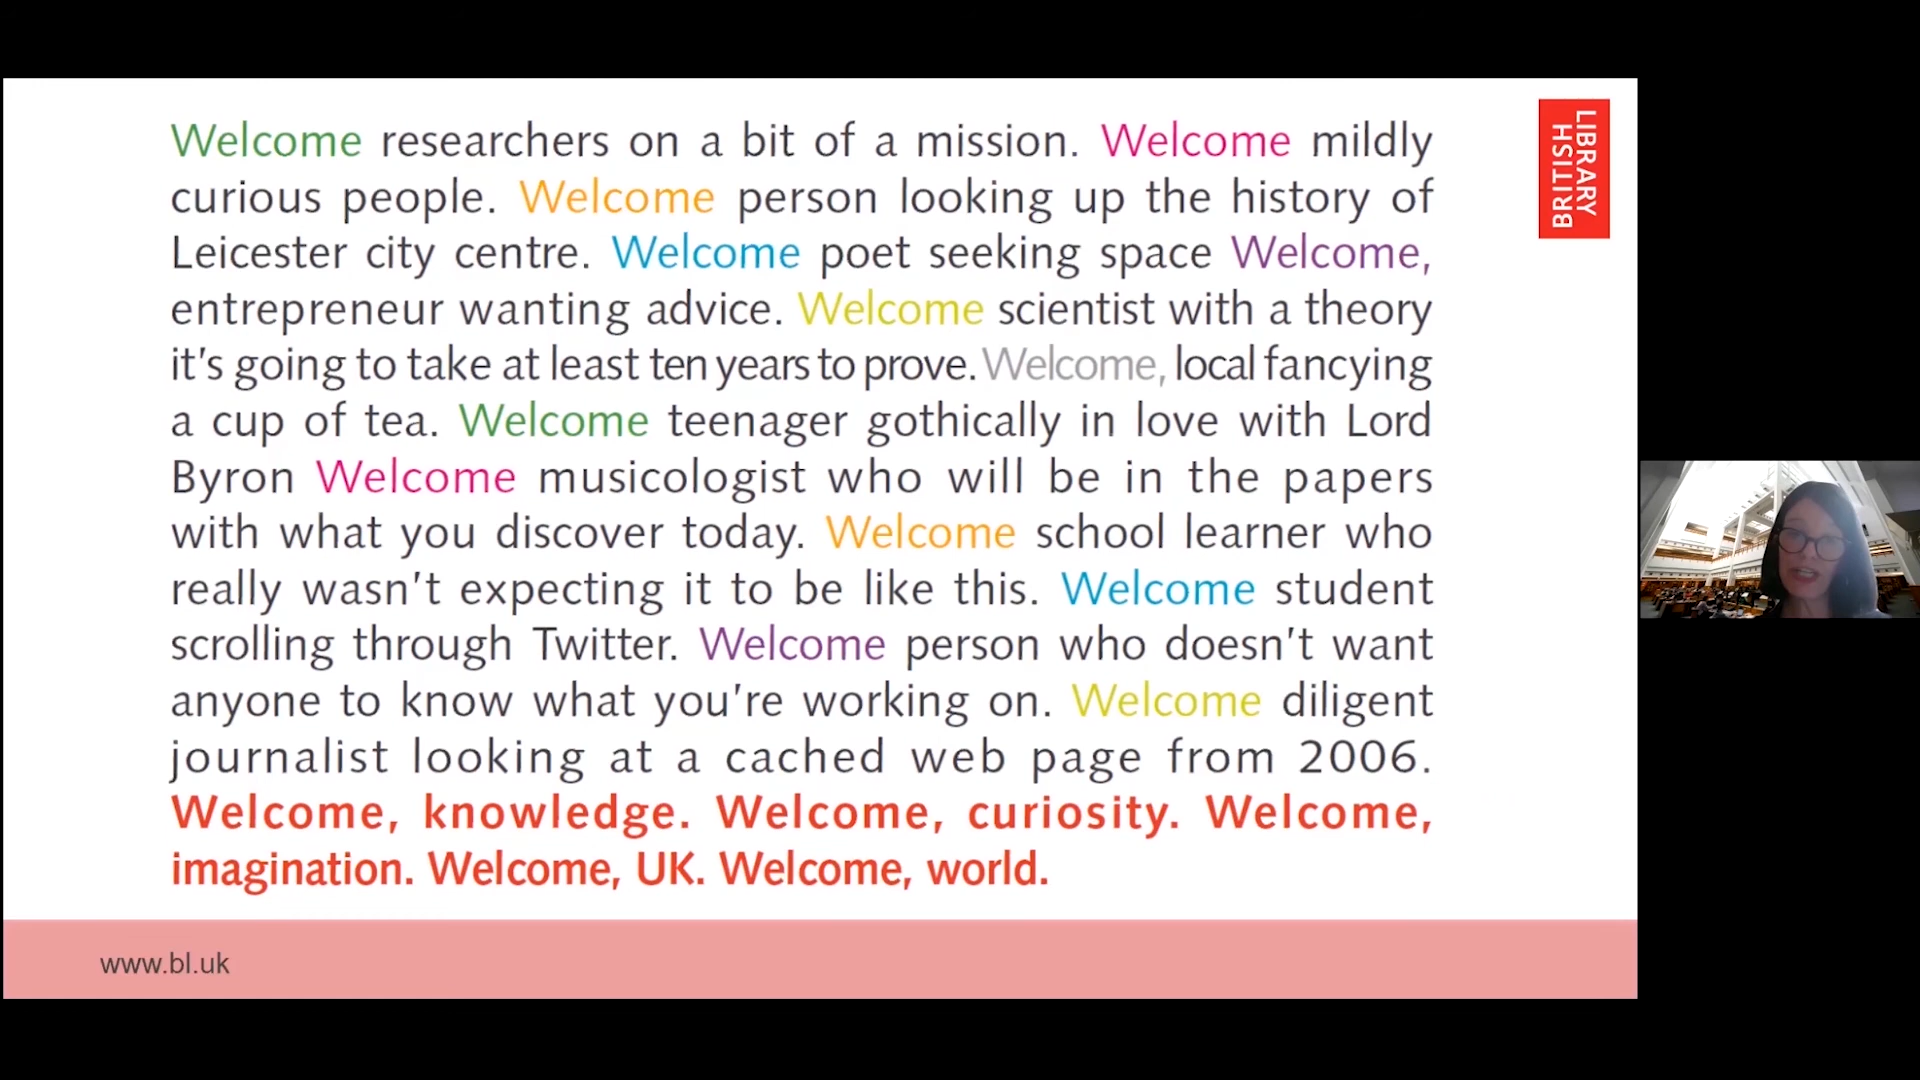 Welcome researchers on a bit of a mission. Welcome mildly
curious people. Welcome person looking up the history of
Leicester city centre. Welcome poet seeking space Welcome,
entrepreneur wanting advice. Welcome scientist with a theory
it's going to take at least ten years to prove. Welcome, local fancying
a cup of tea. Welcome teenager gothically in love with Lord
Byron Welcome musicologist who will be in the papers
with what you discover today. Welcome school learner who
really wasn't expecting it to be like this. Welcome student
scrolling through Twitter. Welcome person who doesn't want
anyone to know what you're working on. Welcome diligent
journalist looking at a cached web page from 2006.
Welcome, knowledge. Welcome, curiosity. Welcome,
imagination. Welcome, UK. Welcome, world.
BRITISH
LIBRARY
www.bl.uk